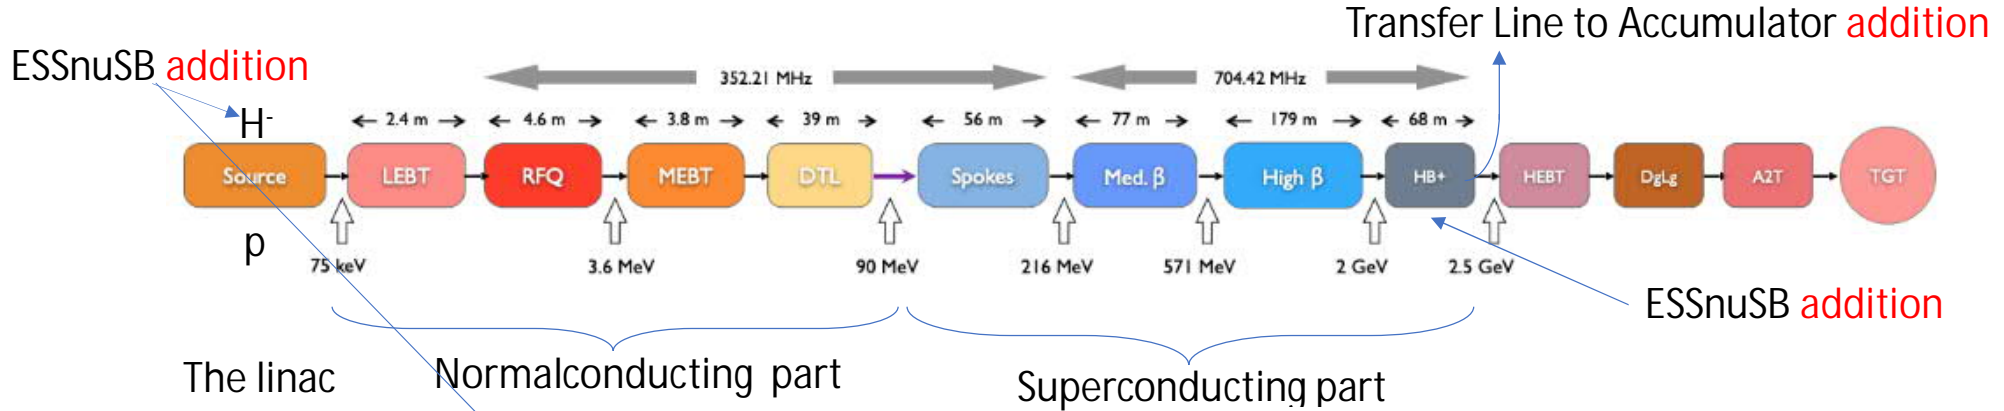 Transfer Line to Accumulator addition
ESSnuSB addition
352.21 MHz
704.42 MHz
H-
2.4 m
4.6 m
3.8 m
39 m
56 m
77 m
179 m
68 m
Source
LEBT
RFQ
MEBT
DTL
Spokes
Med. β
High β
HB+
HEBT
DgLg
A2T
TGT
p
75 keV
3.6 MeV
90 MeV
216 MeV
571 MeV
2 GeV
2.5 GeV
ESSnuSB addition
The linac
Normalconducting part
Superconducting part